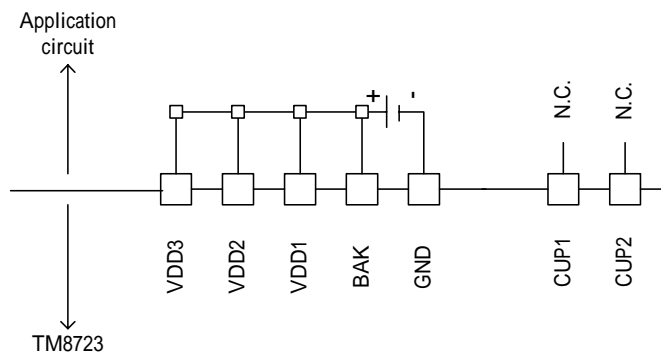 Application
circuit
+ -
N.C.
N.C.
VDD3
VDD2
VDD1
BAK
GND
CUP1
CUP2
TM8723